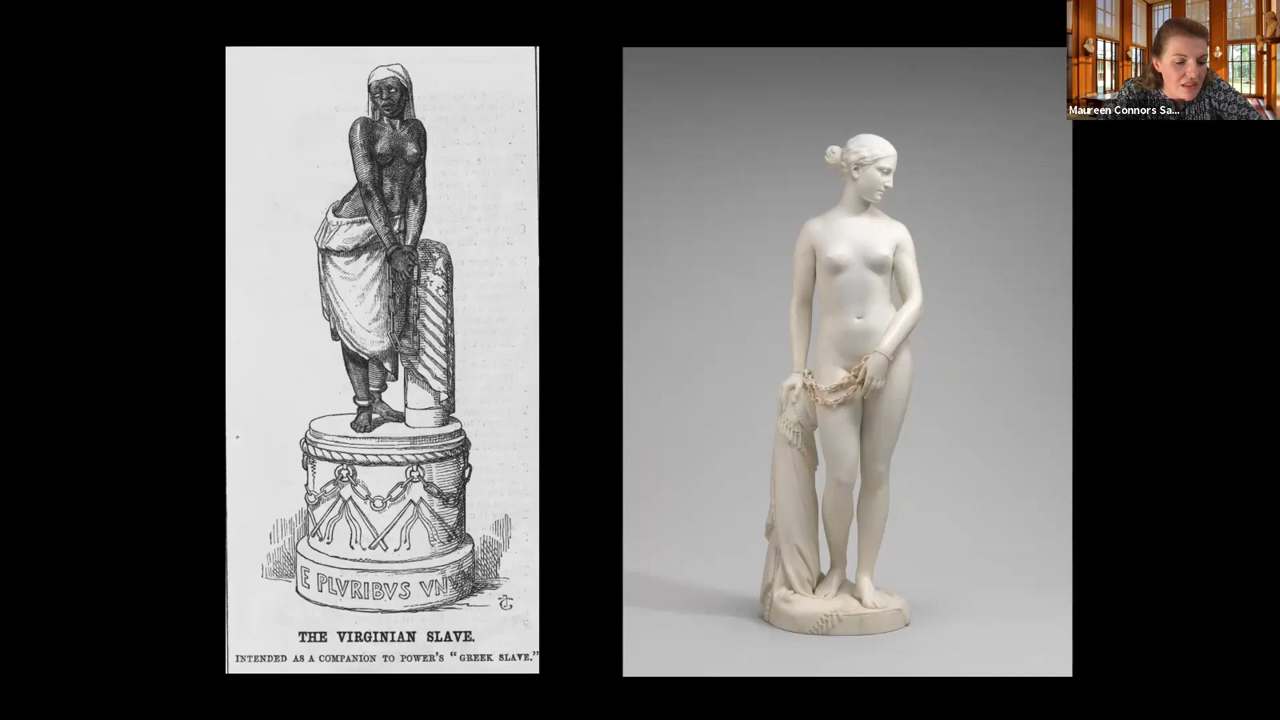 Maureen Connors Sa...
E PLVRIBVS VNV
THE VIRGINIAN SLAVE.
INTENDED AS A COMPANION TO POWER'S "GREEK SLAVE."